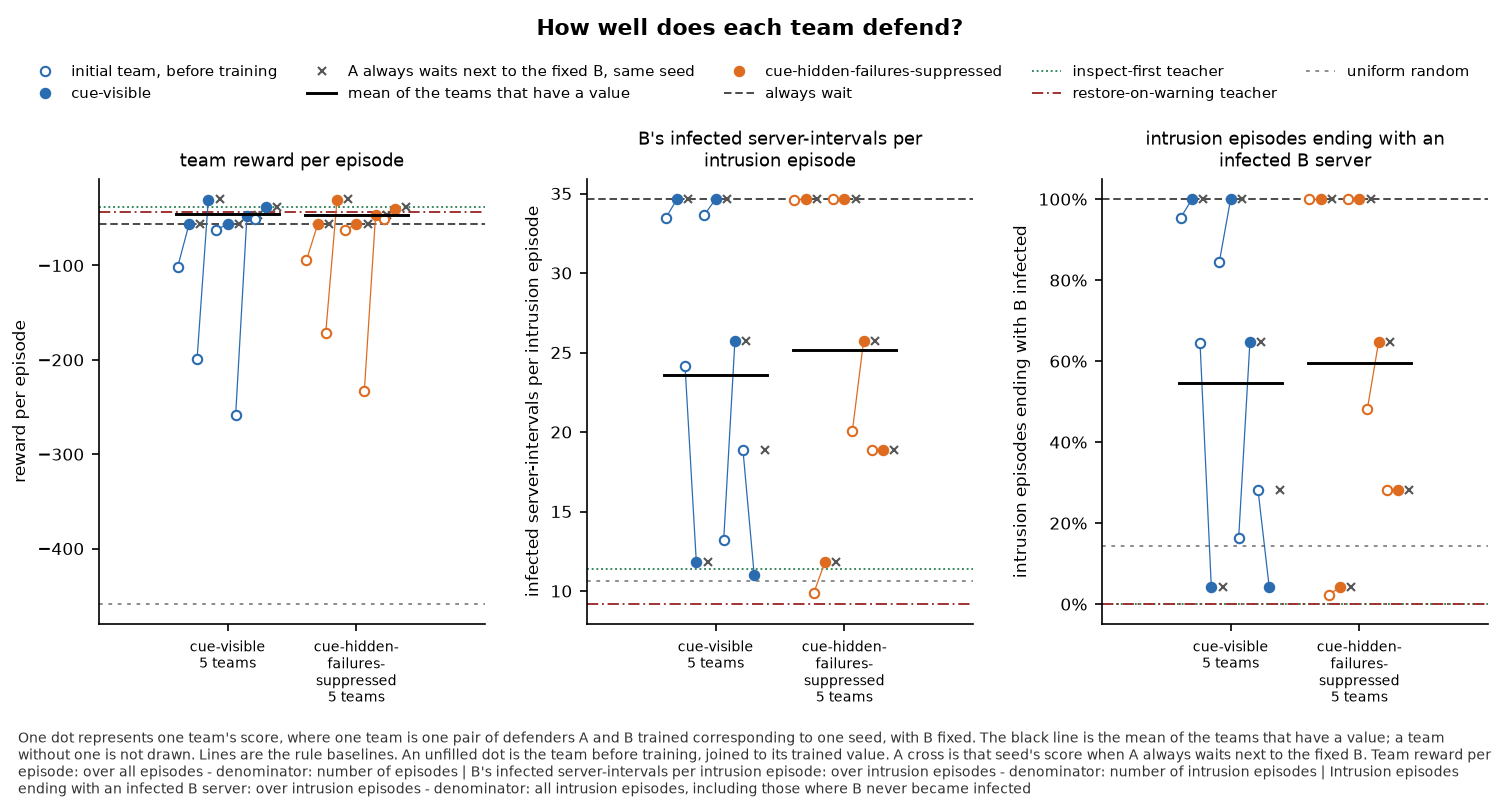 How well does each team defend?
initial team, before training
cue-visible
A always waits next to the fixed B, same seed
mean of the teams that have a value
cue-hidden-failures-suppressed
always wait
inspect-first teacher
restore-on-warning teacher
uniform random
team reward per episode
reward per episode
−100
−200
−300
−400
cue-visible
5 teams
cue-hidden-
failures-
suppressed
5 teams
B's infected server-intervals per
intrusion episode
infected server-intervals per intrusion episode
35
30
25
20
15
10
cue-visible
5 teams
cue-hidden-
failures-
suppressed
5 teams
intrusion episodes ending with an
infected B server
intrusion episodes ending with B infected
100%
80%
60%
40%
20%
0%
cue-visible
5 teams
cue-hidden-
failures-
suppressed
5 teams
One dot represents one team's score, where one team is one pair of defenders A and B trained corresponding to one seed, with B fixed. The black line is the mean of the teams that have a value; a team
without one is not drawn. Lines are the rule baselines. An unfilled dot is the team before training, joined to its trained value. A cross is that seed's score when A always waits next to the fixed B. Team reward per
episode: over all episodes - denominator: number of episodes | B's infected server-intervals per intrusion episode: over intrusion episodes - denominator: number of intrusion episodes | Intrusion episodes
ending with an infected B server: over intrusion episodes - denominator: all intrusion episodes, including those where B never became infected